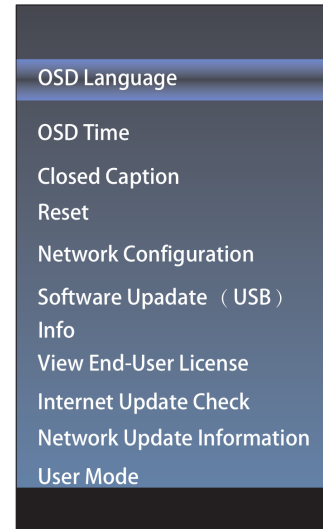 OSD Language
OSD Time
Closed Caption
Reset
Network Configuration
Software Upadate （USB）
Info
View End-User License
Internet Update Check
Network Update Information
User Mode